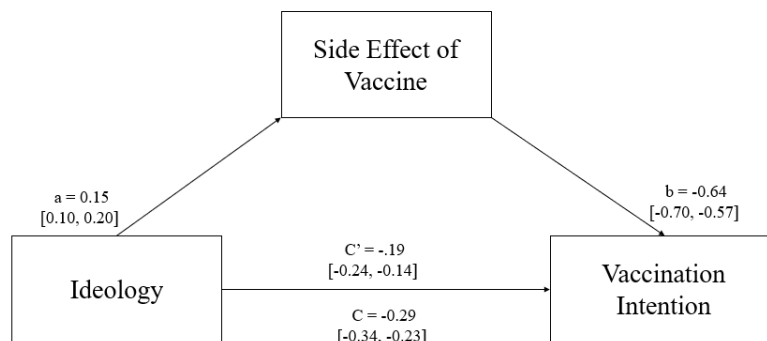 Side Effect of
Vaccine
a = 0.15
[0.10, 0.20]
b = -0.64
[-0.70, -0.57]
Ideology
C’ = -.19
[-0.24, -0.14]
C = -0.29
[-0.34, -0.23]
Vaccination
Intention